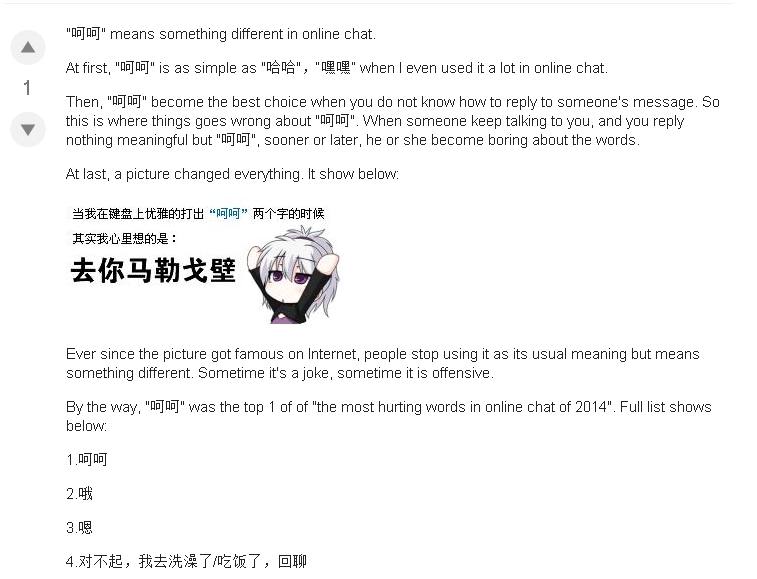 "呵呵" means something different in online chat.
At first, "呵呵" is as simple as "哈哈"，"嘿嘿" when I even used it a lot in online chat.
Then, "呵呵" become the best choice when you do not know how to reply to someone's message. So
this is where things goes wrong about "呵呵". When someone keep talking to you, and you reply
nothing meaningful but "呵呵", sooner or later, he or she become boring about the words.
1
At last, a picture changed everything. It show below:
当我在键盘上优雅的打出“呵呵”两个字的时候
其实我心里想的是：
去你马勒戈壁
Ever since the picture got famous on Internet, people stop using it as its usual meaning but means
something different. Sometime it's a joke, sometime it is offensive.
By the way, "呵呵" was the top 1 of of "the most hurting words in online chat of 2014". Full list shows
below:
1.呵呵
2.哦
3.嗯
4.对不起，我去洗澡了/吃饭了，回聊